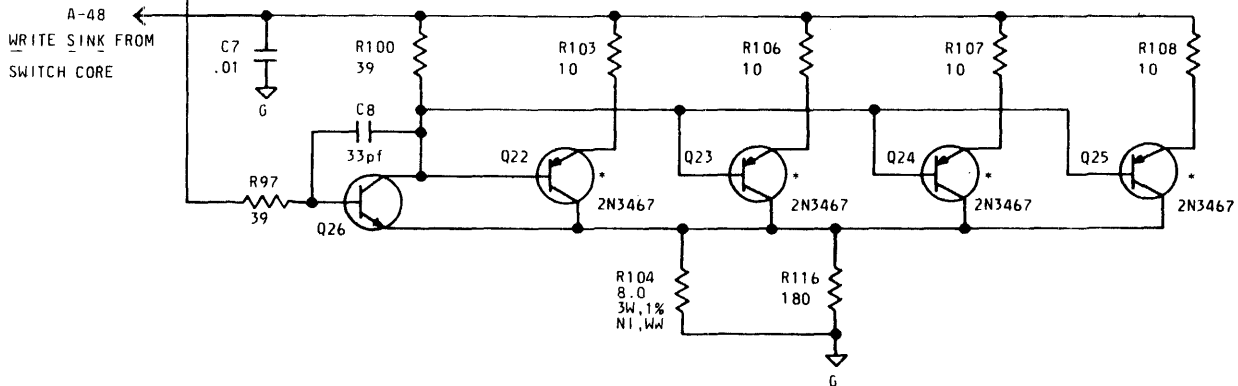 A-48
WRITE SINK FROM
SWITCH CORE
C7
.01
G
R100
39
R103
10
R106
10
R107
10
R108
10
C8
33pf
R97
39
Q26
Q22
*
2N3467
Q23
*
2N3467
Q24
*
2N3467
Q25
*
2N3467
R104
8.0
3W,1%
NI,WW
R116
180
G